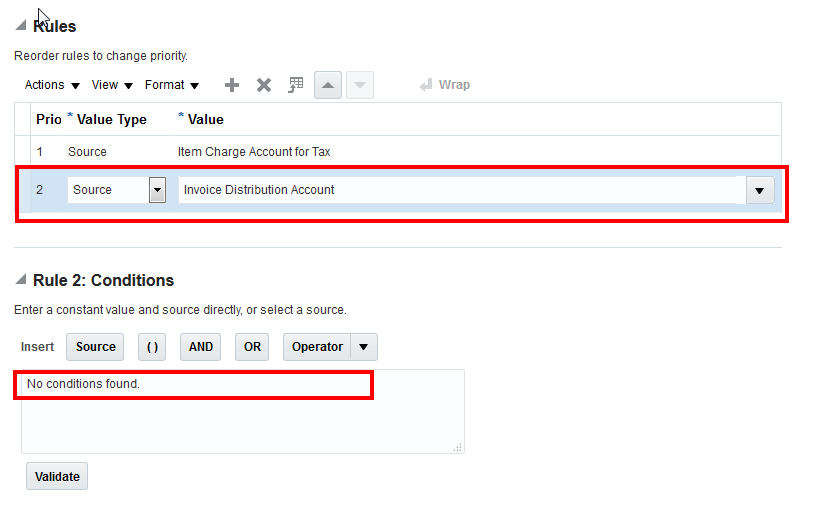 Rules
Reorder rules to change priority.
Actions View Format Wrap
Prio * Value Type * Value
1 Source Item Charge Account for Tax
2 Source Invoice Distribution Account
Rule 2: Conditions
Enter a constant value and source directly, or select a source.
Insert Source ( ) AND OR Operator
No conditions found.
Validate